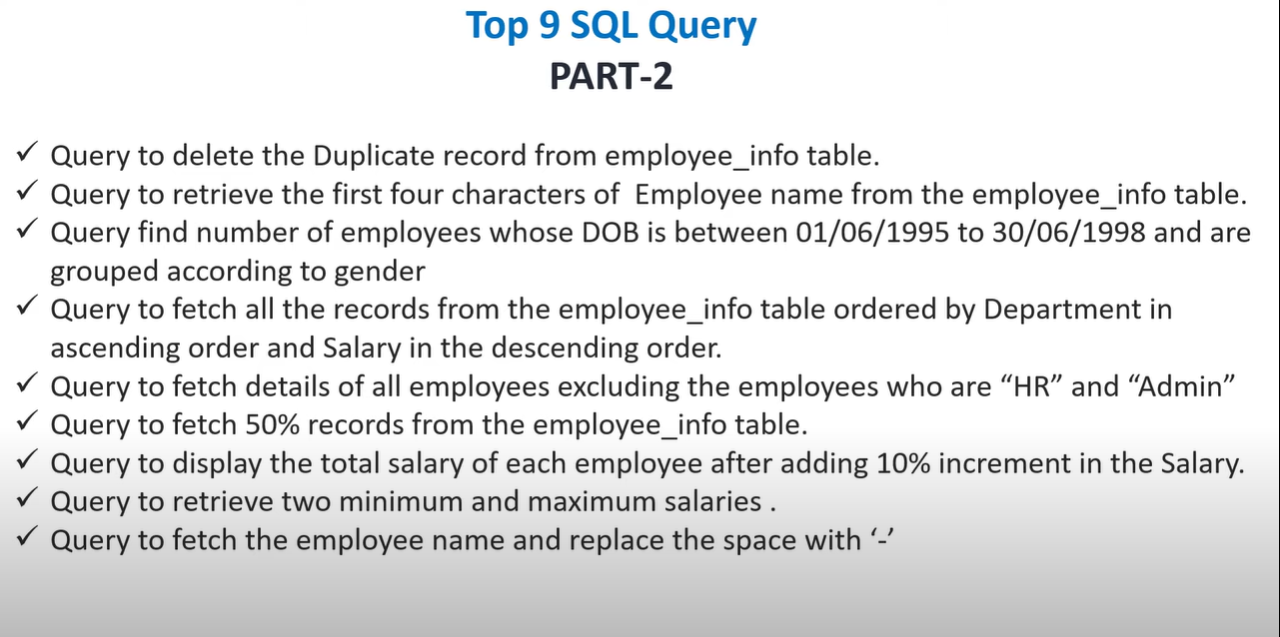 Top 9 SQL Query
PART-2
✓ Query to delete the Duplicate record from employee_info table.
✓ Query to retrieve the first four characters of  Employee name from the employee_info table.
✓ Query find number of employees whose DOB is between 01/06/1995 to 30/06/1998 and are
grouped according to gender
✓ Query to fetch all the records from the employee_info table ordered by Department in
ascending order and Salary in the descending order.
✓ Query to fetch details of all employees excluding the employees who are “HR” and “Admin”
✓ Query to fetch 50% records from the employee_info table.
✓ Query to display the total salary of each employee after adding 10% increment in the Salary.
✓ Query to retrieve two minimum and maximum salaries .
✓ Query to fetch the employee name and replace the space with ‘-’